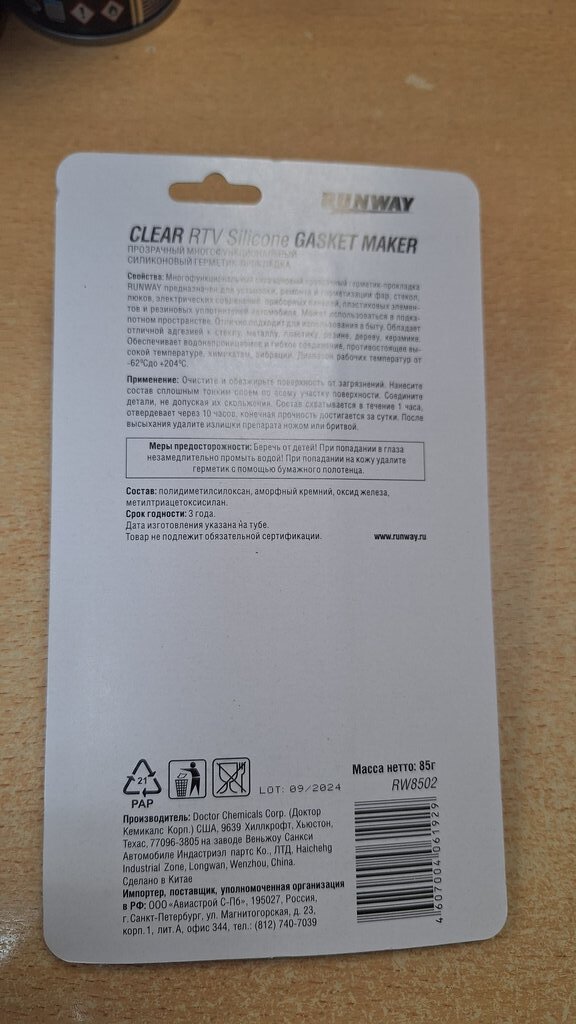 RUNWAY
CLEAR RTV Silicone GASKET MAKER
ПРОЗРАЧНЫЙ МНОГОФУНКЦИОНАЛЬНЫЙ
СИЛИКОНОВЫЙ ГЕРМЕТИК-ПРОКЛАДКА
Свойства: Многофункциональный силиконовый прозрачный герметик-прокладка
RUNWAY предназначен для установки, ремонта и герметизации фар, стекол,
люков, электрических соединений, приборных панелей, пластиковых элемен-
тов и резиновых уплотнителей автомобиля. Может использоваться в подка-
потном пространстве. Отлично подходит для использования в быту. Обладает
отличной адгезией к стеклу, металлу, пластику, резине, дереву, керамике.
Обеспечивает водонепроницаемое и гибкое соединение, противостоящее вы-
сокой температуре, химикатам, вибрации. Диапазон рабочих температур от
-62°Сдо +204°С.
Применение: Очистите и обезжирьте поверхность от загрязнений. Нанесите
состав сплошным тонким слоем по всему участку поверхности. Соедините
детали, не допуская их скольжения. Состав схватывается в течение 1 часа,
отвердевает через 10 часов, конечная прочность достигается за сутки. После
высыхания удалите излишки препарата ножом или бритвой.
Меры предосторожности: Беречь от детей! При попадании в глаза
незамедлительно промыть водой! При попадании на кожу удалите
герметик с помощью бумажного полотенца.
Состав: полидиметилсилоксан, аморфный кремний, оксид железа,
метилтриацетоксисилан.
Срок годности: 3 года.
Дата изготовления указана на тубе.
Товар не подлежит обязательной сертификации.
www.runway.ru
21
PAP
LOT: 09/2024
Масса нетто: 85г
RW8502
Производитель: Doctor Chemicals Corp. (Доктор
Кемикалс Корп.) США, 9639 Хиллкрофт, Хьюстон,
Техас, 77096-3805 на заводе Веньжоу Санкси
Автомобиле Индастриэл партс Ко., ЛТД, Haicheng
Industrial Zone, Longwan, Wenzhou, China.
Сделано в Китае
Импортер, поставщик, уполномоченная организация
в РФ: ООО «Авиастрой С-Пб», 195027, Россия,
г. Санкт-Петербург, ул. Магнитогорская, д. 23,
корп.1, лит. А, офис 344, тел.: (812) 740-7039
4 607004 061929